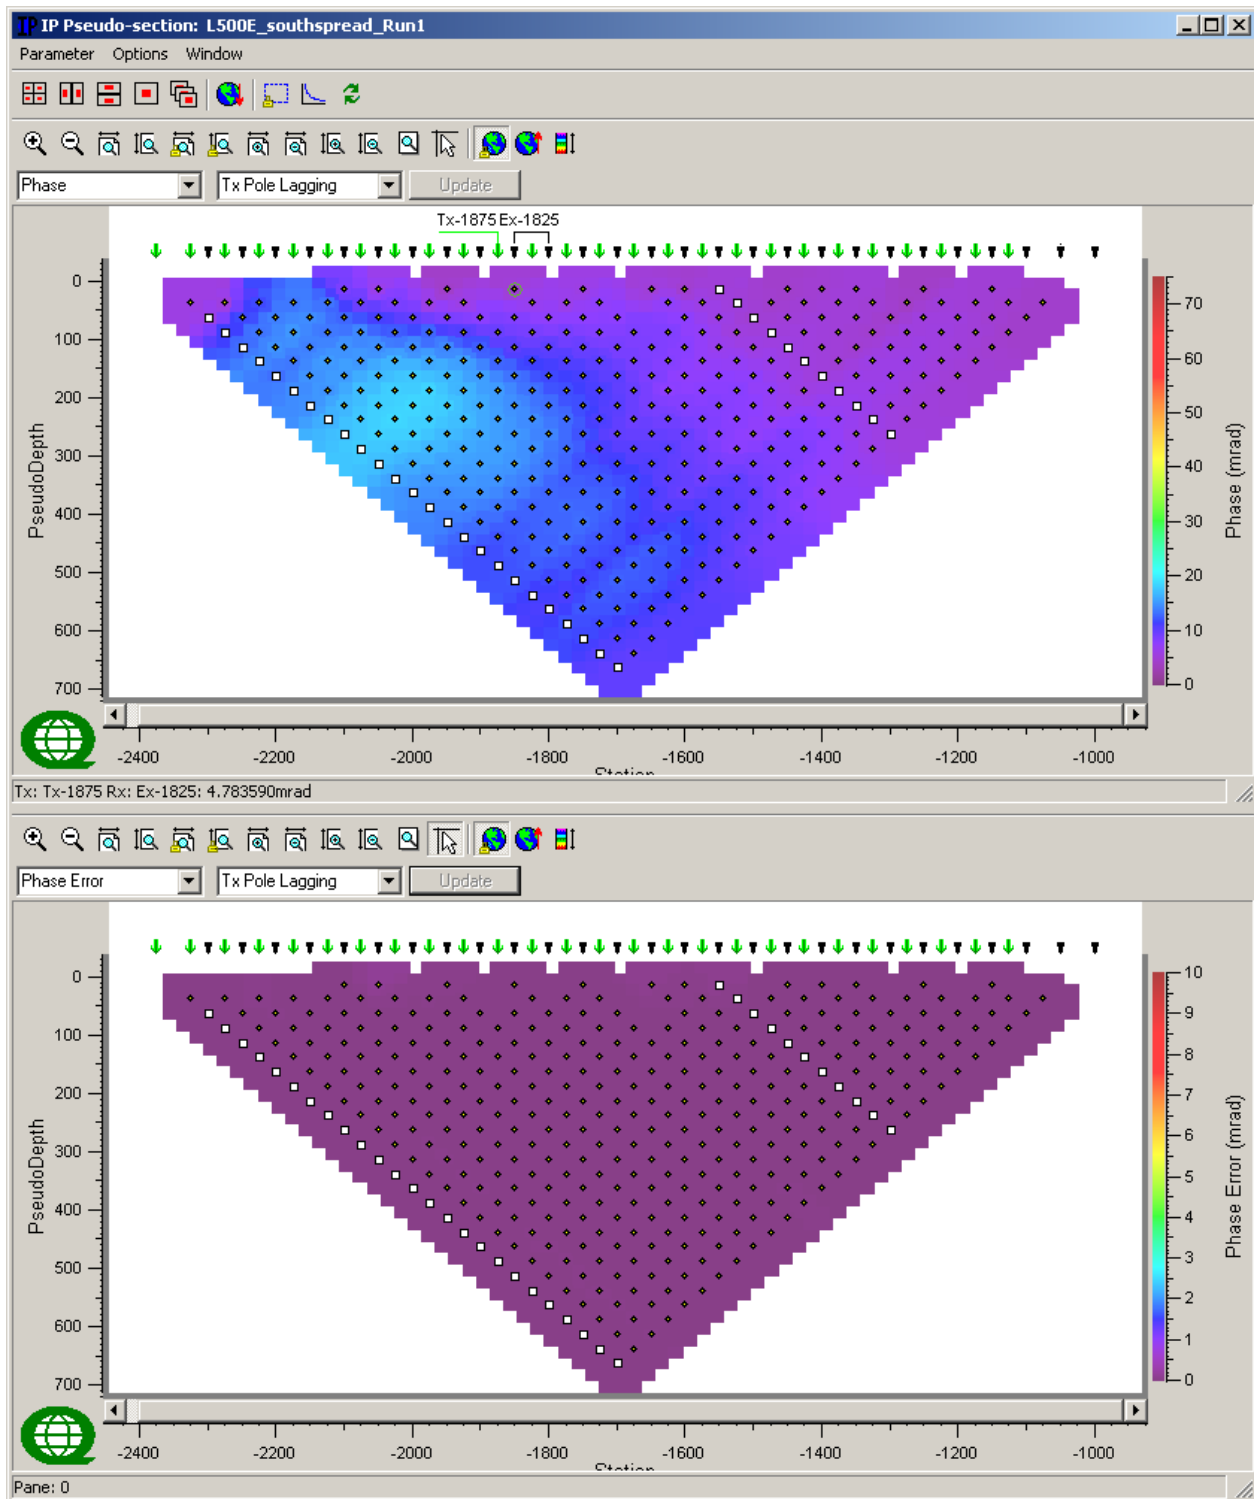 IP Pseudo-section: L500E_southspread_Run1
Parameter Options Window
Phase Tx Pole Lagging Update
Tx-1875 Ex-1825
0
100
200
300
400
500
600
700
PseudoDepth
70
60
50
40
30
20
10
0
Phase (mrad)
-2400 -2200 -2000 -1800 -1600 -1400 -1200 -1000
Station
Tx: Tx-1875 Rx: Ex-1825: 4.783590mrad
Phase Error Tx Pole Lagging Update
0
100
200
300
400
500
600
700
PseudoDepth
10
9
8
7
6
5
4
3
2
1
0
Phase Error (mrad)
-2400 -2200 -2000 -1800 -1600 -1400 -1200 -1000
Station
Pane: 0